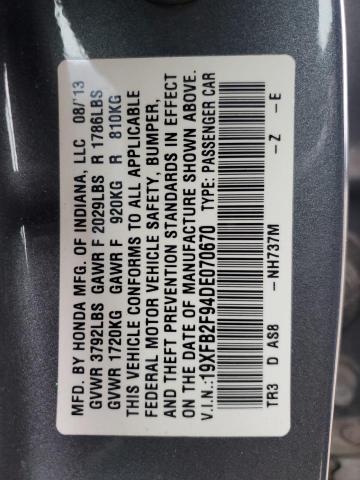 MFD. BY HONDA MFG. OF INDIANA, LLC 08/'13
GVWR 3792LBS GAWR F 2029LBS R 1786LBS
GVWR 1720KG GAWR F 920KG R 810KG
THIS VEHICLE CONFORMS TO ALL APPLICABLE
FEDERAL MOTOR VEHICLE SAFETY, BUMPER,
AND THEFT PREVENTION STANDARDS IN EFFECT
ON THE DATE OF MANUFACTURE SHOWN ABOVE.
V.I.N.:19XFB2F94DE070670 TYPE: PASSENGER CAR
TR3 D AS8 -NH737M -Z -E